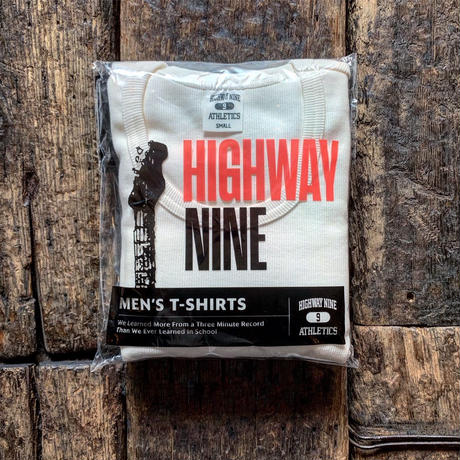 HIGHWAY NINE
9
ATHLETICS
SMALL
HIGHWAY
NINE
MEN'S T-SHIRTS
We Learned More From a Three Minute Record
Than We Ever Learned in School
HIGHWAY NINE
9
ATHLETICS